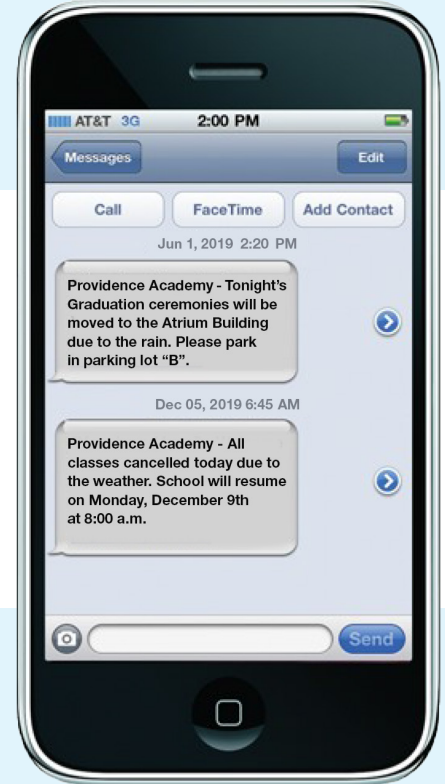 AT&T 3G 2:00 PM
Messages Edit
Call FaceTime Add Contact
Jun 1, 2019 2:20 PM
Providence Academy - Tonight's
Graduation ceremonies will be
moved to the Atrium Building
due to the rain. Please park
in parking lot “B”.
Dec 05, 2019 6:45 AM
Providence Academy - All
classes cancelled today due to
the weather. School will resume
on Monday, December 9th
at 8:00 a.m.
Send